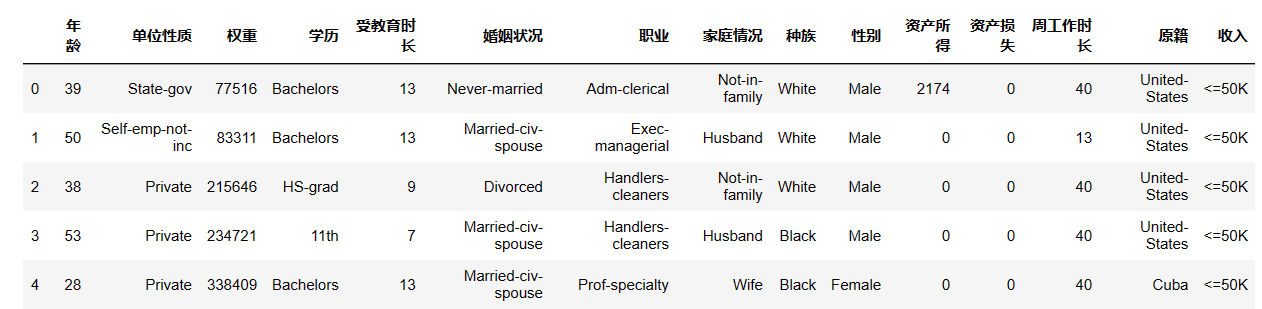 年龄 单位性质 权重 学历 受教育时长 婚姻状况 职业 家庭情况 种族 性别 资产所得 资产损失 周工作时长 原籍 收入
0 39 State-gov 77516 Bachelors 13 Never-married Adm-clerical Not-in-family White Male 2174 0 40 United-States <=50K
1 50 Self-emp-not-inc 83311 Bachelors 13 Married-civ-spouse Exec-managerial Husband White Male 0 0 13 United-States <=50K
2 38 Private 215646 HS-grad 9 Divorced Handlers-cleaners Not-in-family White Male 0 0 40 United-States <=50K
3 53 Private 234721 11th 7 Married-civ-spouse Handlers-cleaners Husband Black Male 0 0 40 United-States <=50K
4 28 Private 338409 Bachelors 13 Married-civ-spouse Prof-specialty Wife Black Female 0 0 40 Cuba <=50K